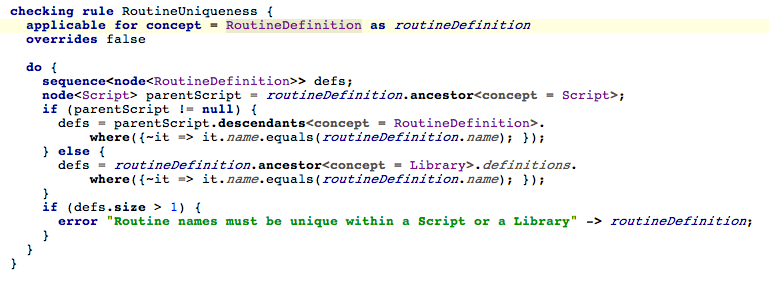 checking rule RoutineUniqueness {
  applicable for concept = RoutineDefinition as routineDefinition
  overrides false

  do {
    sequence<node<RoutineDefinition>> defs;
    node<Script> parentScript = routineDefinition.ancestor<concept = Script>;
    if (parentScript != null) {
      defs = parentScript.descendants<concept = RoutineDefinition>.
          where({~it => it.name.equals(routineDefinition.name); });
    } else {
      defs = routineDefinition.ancestor<concept = Library>.definitions.
          where({~it => it.name.equals(routineDefinition.name); });
    }
    if (defs.size > 1) {
      error "Routine names must be unique within a Script or a Library" -> routineDefinition;
    }
  }
}